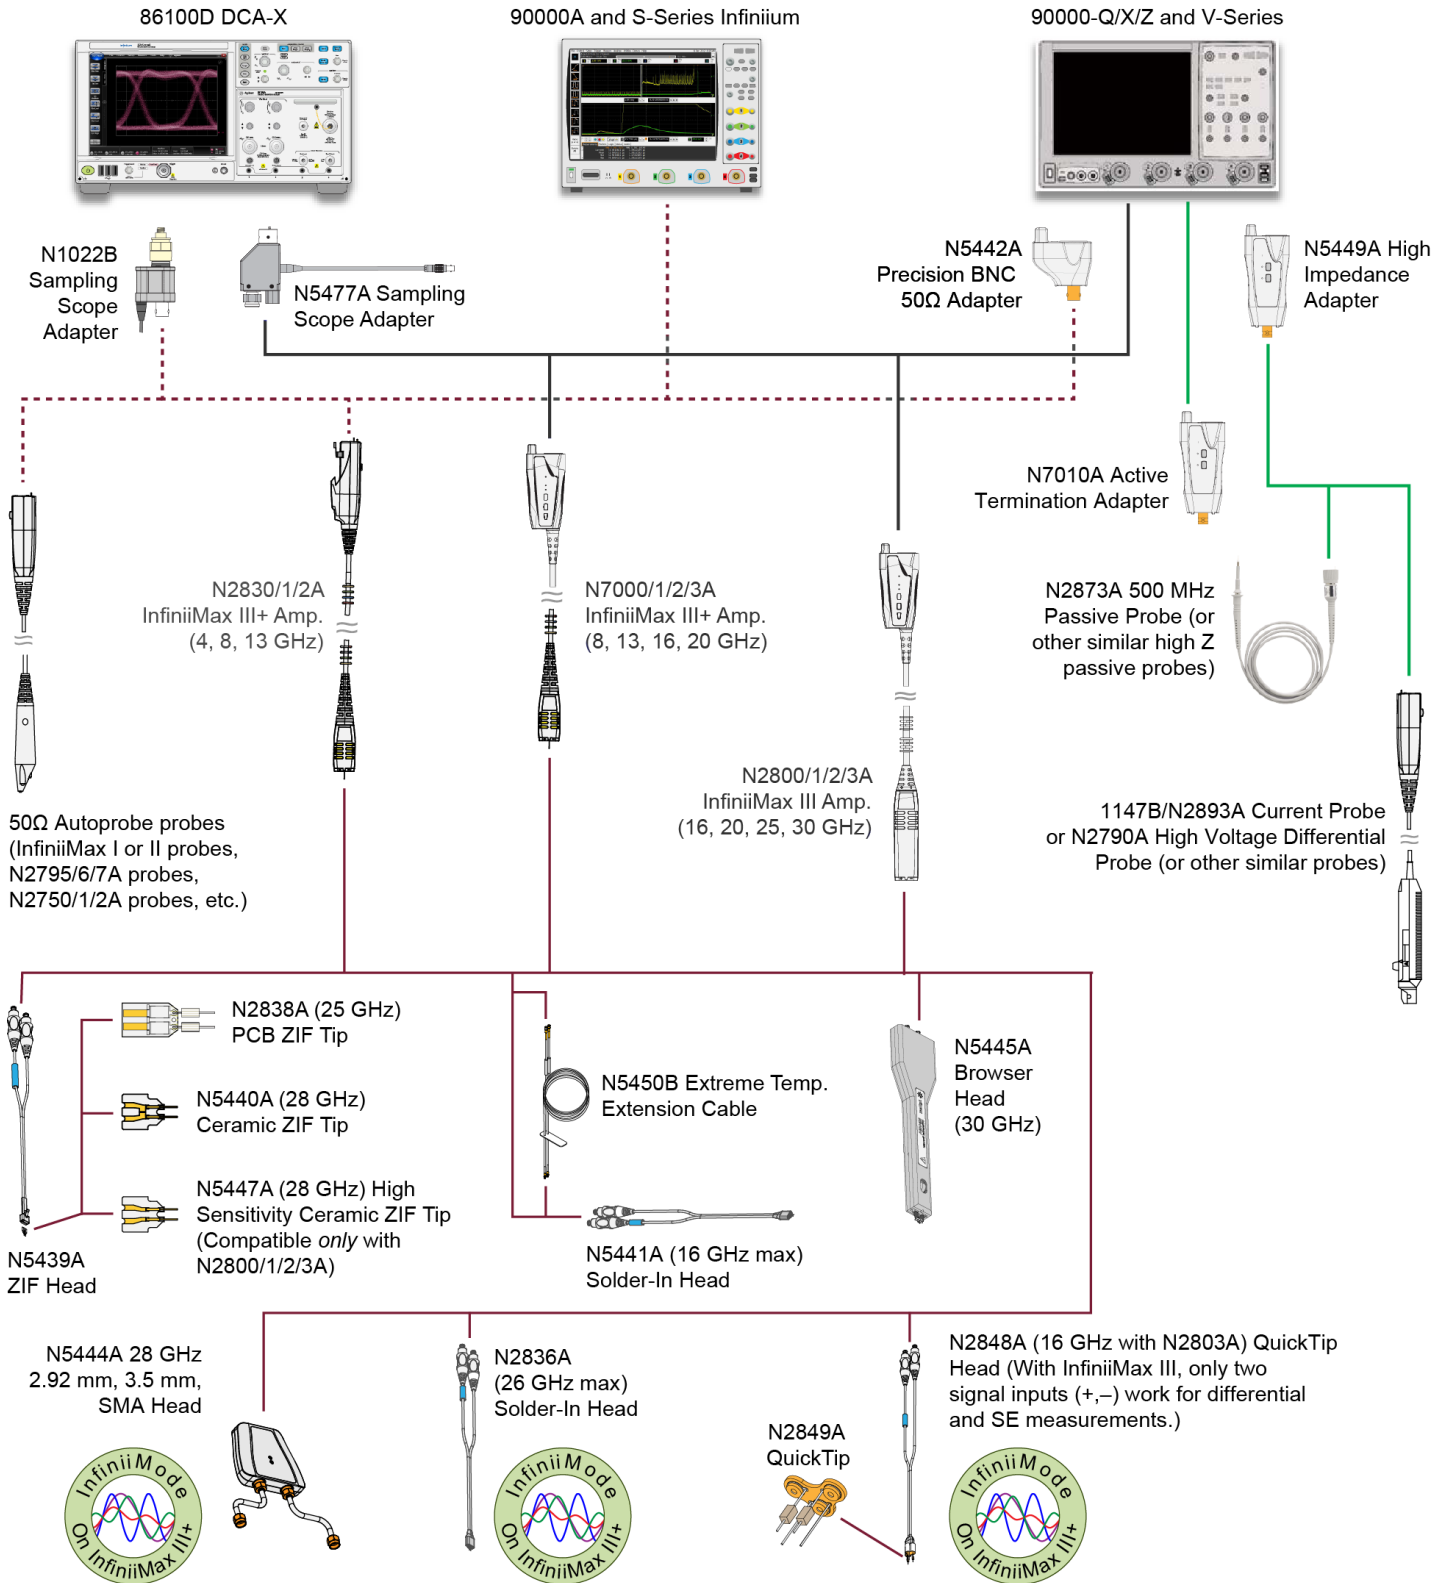 86100D DCA-X
90000A and S-Series Infiniium
90000-Q/X/Z and V-Series
N1022B
Sampling
Scope
Adapter
N5477A Sampling
Scope Adapter
N5442A
Precision BNC
50Ω Adapter
N5449A High
Impedance
Adapter
N7010A Active
Termination Adapter
N2830/1/2A
InfiniiMax III+ Amp.
(4, 8, 13 GHz)
N7000/1/2/3A
InfiniiMax III+ Amp.
(8, 13, 16, 20 GHz)
N2873A 500 MHz
Passive Probe (or
other similar high Z
passive probes)
N2800/1/2/3A
InfiniiMax III Amp.
(16, 20, 25, 30 GHz)
50Ω Autoprobe probes
(InfiniiMax I or II probes,
N2795/6/7A probes,
N2750/1/2A probes, etc.)
1147B/N2893A Current Probe
or N2790A High Voltage Differential
Probe (or other similar probes)
N2838A (25 GHz)
PCB ZIF Tip
N5440A (28 GHz)
Ceramic ZIF Tip
N5447A (28 GHz) High
Sensitivity Ceramic ZIF Tip
(Compatible only with
N2800/1/2/3A)
N5439A
ZIF Head
N5450B Extreme Temp.
Extension Cable
N5441A (16 GHz max)
Solder-In Head
N5445A
Browser
Head
(30 GHz)
N5444A 28 GHz
2.92 mm, 3.5 mm,
SMA Head
N2836A
(26 GHz max)
Solder-In Head
N2849A
QuickTip
N2848A (16 GHz with N2803A) QuickTip
Head (With InfiniiMax III, only two
signal inputs (+,–) work for differential
and SE measurements.)
InfiniiMode
On InfiniiMax III+
InfiniiMode
On InfiniiMax III+
InfiniiMode
On InfiniiMax III+